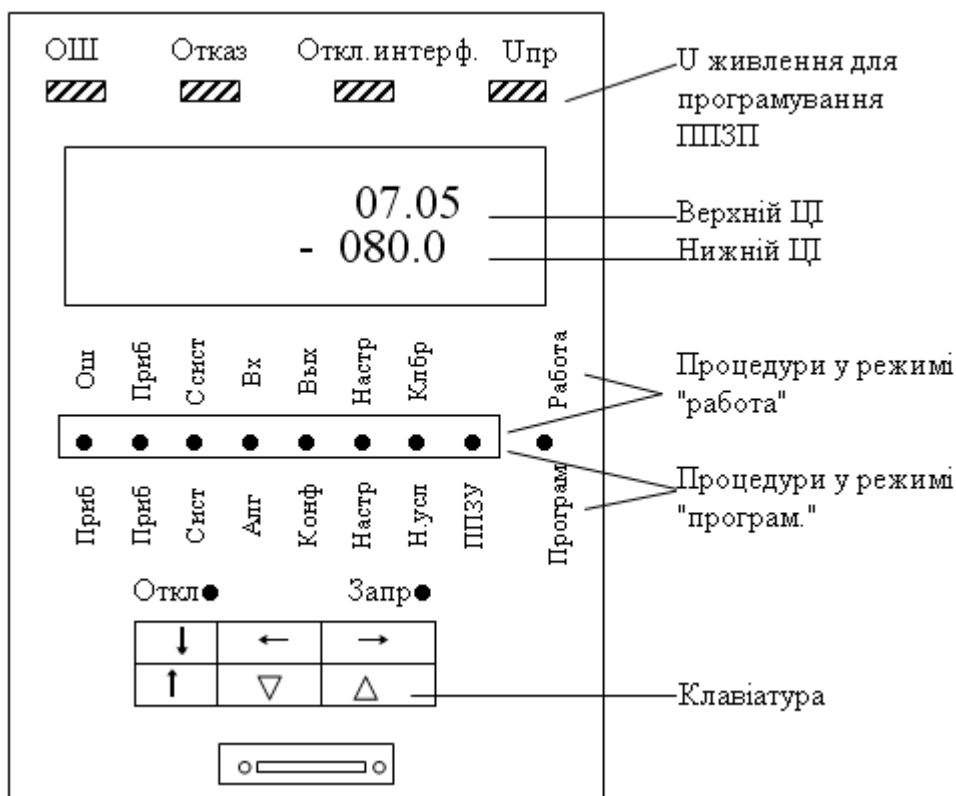 ОШ Отказ Откл.интерф. Uпр
U живлення для
програмування
ППЗП
07.05
- 080.0
Верхній ЦІ
Нижній ЦІ
Ош Приб Ссист Вх Вых Настр Клбр Работа
Процедури у режимі
"работа"
Приб Приб Сист Алг Конф Настр Н.усл ППЗУ Програм
Процедури у режимі
"програм."
Откл Запр
Клавіатура